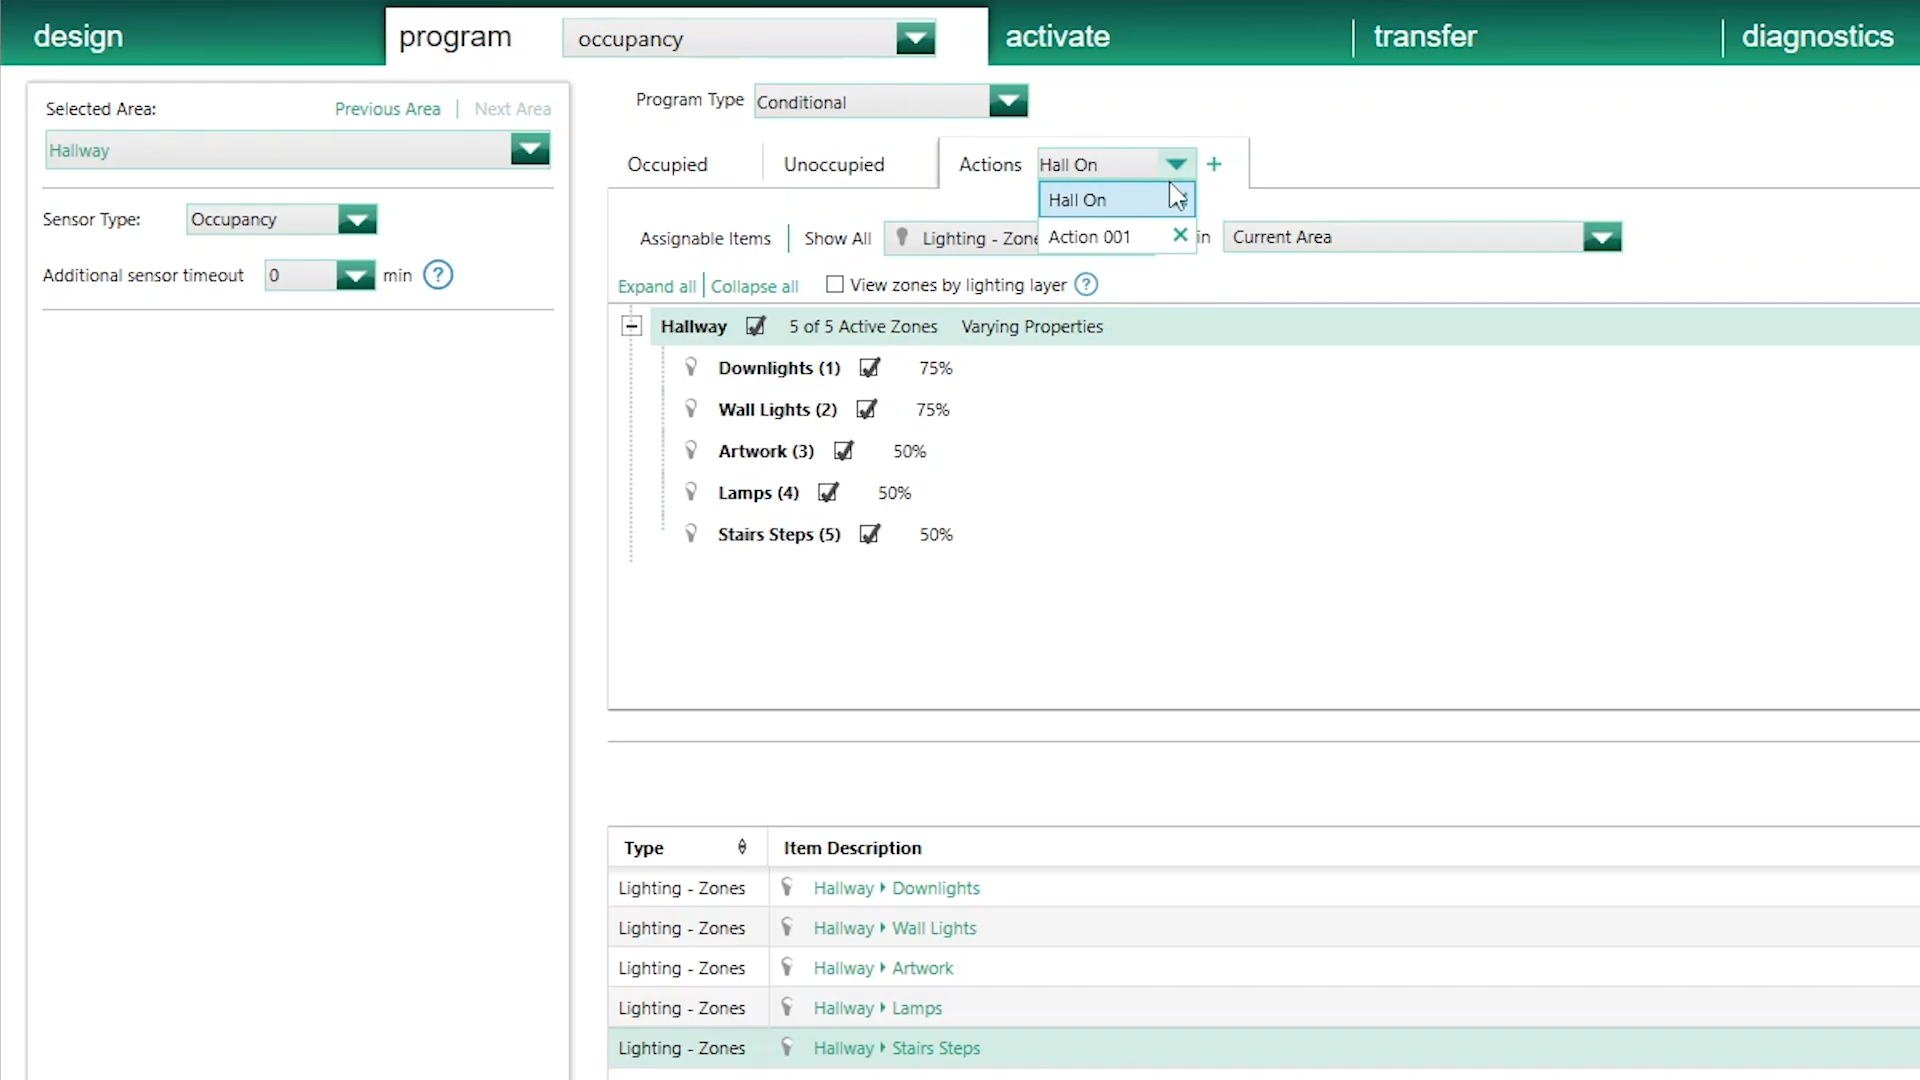 design program occupancy activate transfer diagnostics
Selected Area: Previous Area | Next Area
Hallway
Sensor Type: Occupancy
Additional sensor timeout 0 min ?
Program Type Conditional
Occupied Unoccupied Actions Hall On +
Hall On
Action 001
Assignable Items Show All Lighting - Zone in Current Area
Expand all Collapse all View zones by lighting layer ?
Hallway 5 of 5 Active Zones Varying Properties
Downlights (1) 75%
Wall Lights (2) 75%
Artwork (3) 50%
Lamps (4) 50%
Stairs Steps (5) 50%
Type Item Description
Lighting - Zones Hallway Downlights
Lighting - Zones Hallway Wall Lights
Lighting - Zones Hallway Artwork
Lighting - Zones Hallway Lamps
Lighting - Zones Hallway Stairs Steps